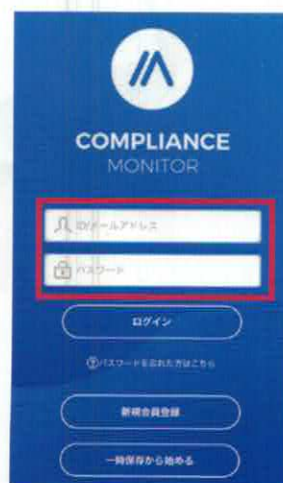 COMPLIANCE
MONITOR
ID/メールアドレス
パスワード
ログイン
?パスワードを忘れた方はこちら
新規会員登録
一時保存から始める